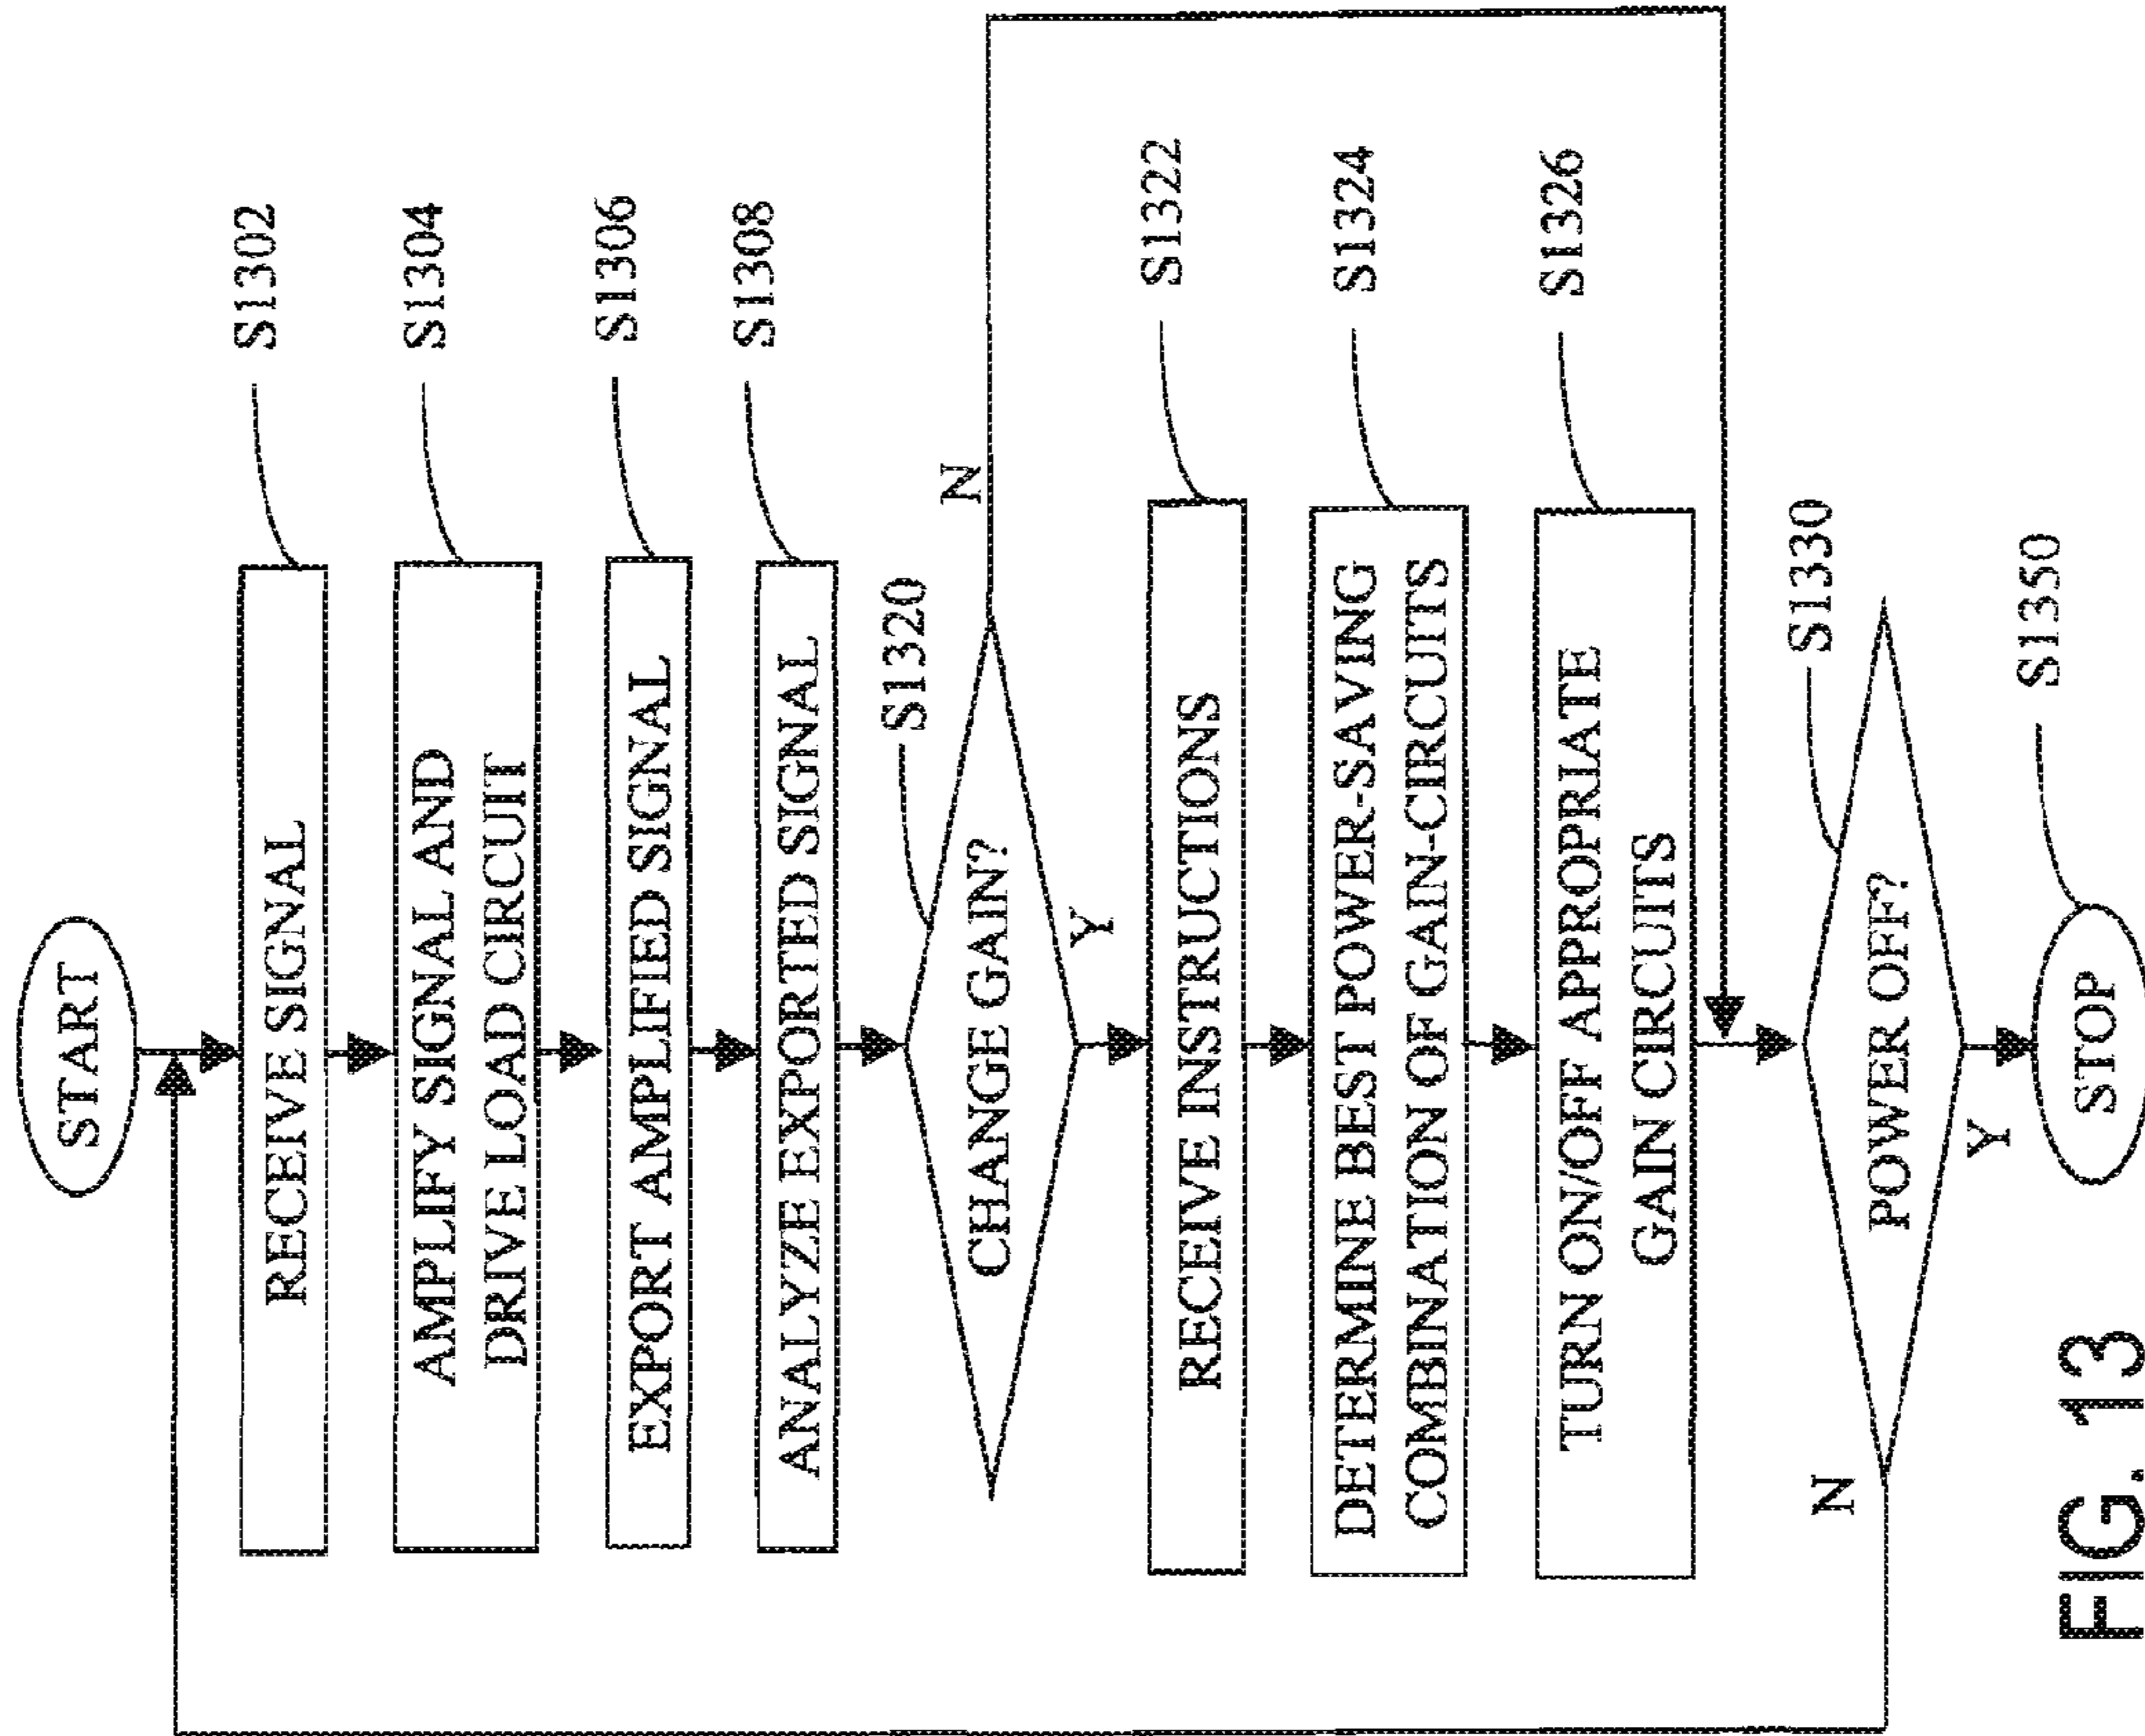 START
RECEIVE SIGNAL
S1302
AMPLIFY SIGNAL AND
DRIVE LOAD CIRCUIT
S1304
EXPORT AMPLIFIED SIGNAL
S1306
ANALYZE EXPORTED SIGNAL
S1308
CHANGE GAIN?
S1320
N
Y
RECEIVE INSTRUCTIONS
S1322
DETERMINE BEST POWER-SAVING
COMBINATION OF GAIN-CIRCUITS
S1324
TURN ON/OFF APPROPRIATE
GAIN CIRCUITS
S1326
POWER OFF?
S1330
N
Y
STOP
S1350
FIG. 13